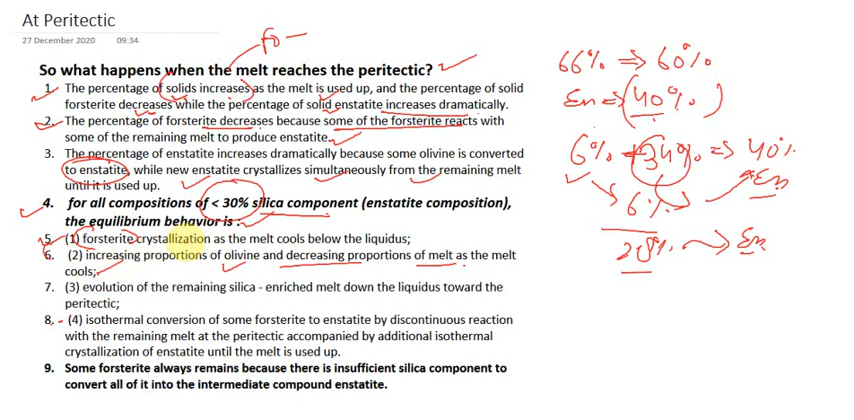 At Peritectic
27 December 2020 09:34
fo
So what happens when the melt reaches the peritectic?
1. The percentage of solids increases as the melt is used up, and the percentage of solid
forsterite decreases while the percentage of solid enstatite increases dramatically.
2. The percentage of forsterite decreases because some of the forsterite reacts with
some of the remaining melt to produce enstatite.
3. The percentage of enstatite increases dramatically because some olivine is converted
to enstatite, while new enstatite crystallizes simultaneously from the remaining melt
until it is used up.
4. for all compositions of < 30% silica component (enstatite composition),
the equilibrium behavior is :
5. (1) forsterite crystallization as the melt cools below the liquidus;
6. (2) increasing proportions of olivine and decreasing proportions of melt as the melt
cools;
7. (3) evolution of the remaining silica - enriched melt down the liquidus toward the
peritectic;
8. - (4) isothermal conversion of some forsterite to enstatite by discontinuous reaction
with the remaining melt at the peritectic accompanied by additional isothermal
crystallization of enstatite until the melt is used up.
9. Some forsterite always remains because there is insufficient silica component to
convert all of it into the intermediate compound enstatite.
66% ⇒ 60%
En ⇒ (40%)
6% + 34% ⇒ 40%
6% En
28% → En